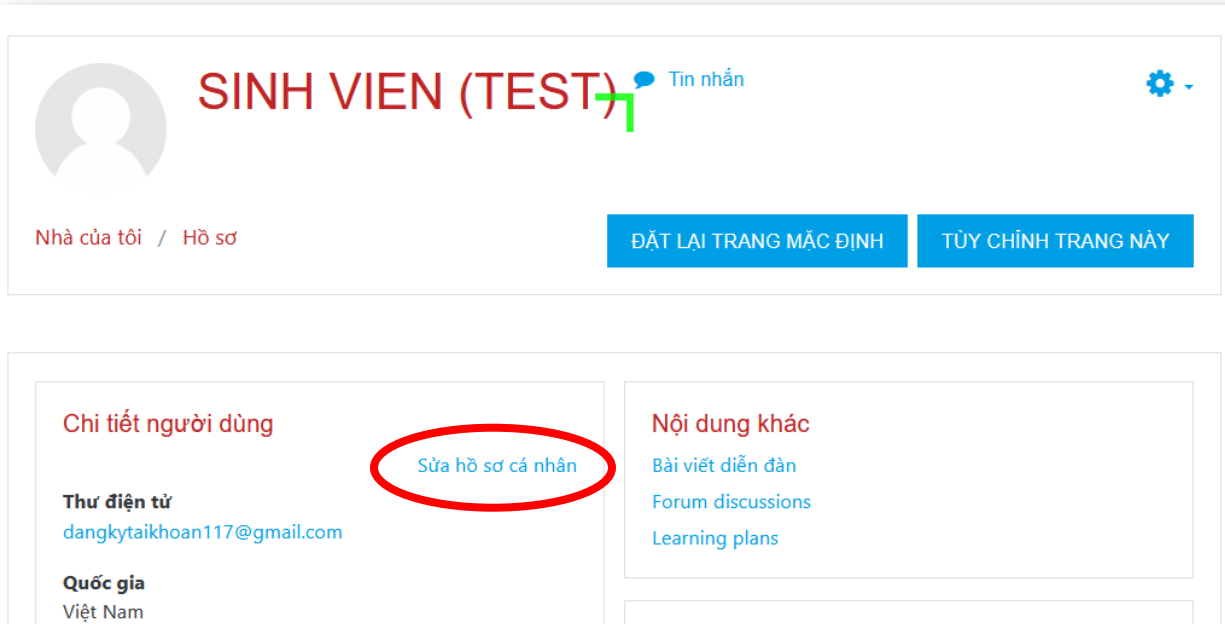 SINH VIEN (TEST)
Tin nhắn
Nhà của tôi / Hồ sơ
ĐẶT LẠI TRANG MẶC ĐỊNH
TÙY CHỈNH TRANG NÀY
Chi tiết người dùng
Sửa hồ sơ cá nhân
Thư điện tử
dangkytaikhoan117@gmail.com
Quốc gia
Việt Nam
Nội dung khác
Bài viết diễn đàn
Forum discussions
Learning plans